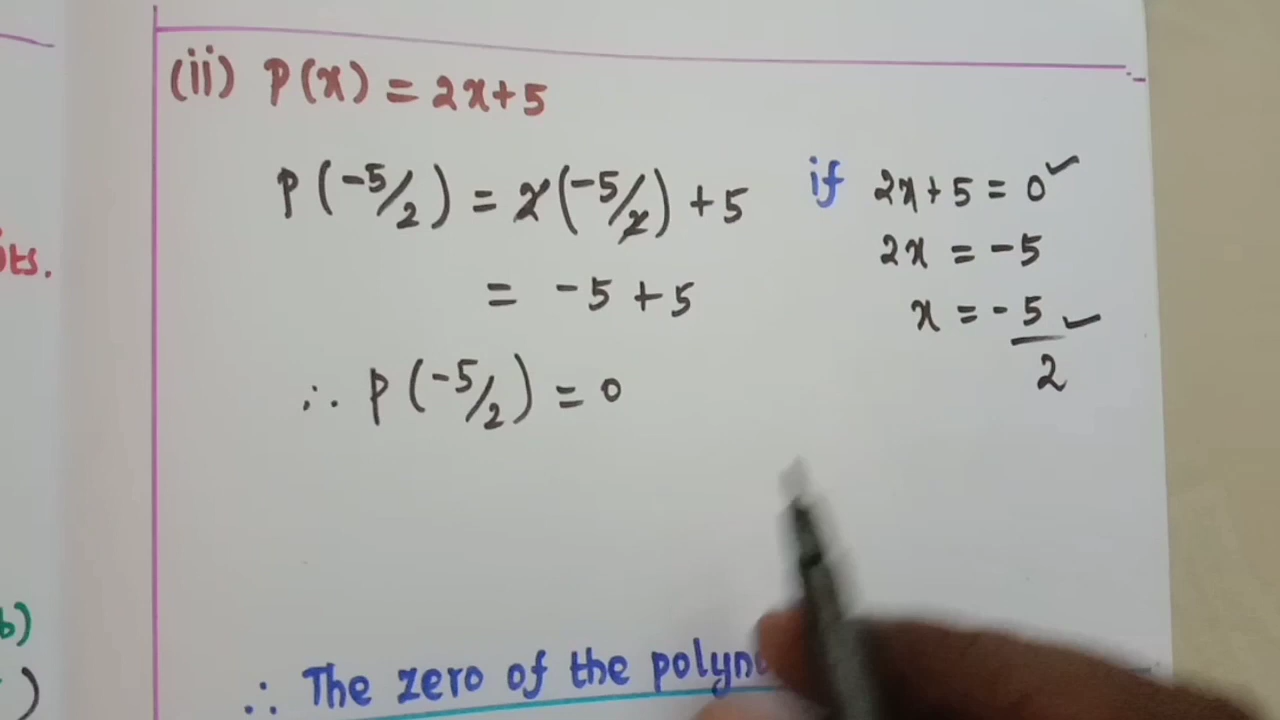 (ii) P(x) = 2x+5
P(-5/2) = 2(-5/2) + 5
= -5 + 5
∴ P(-5/2) = 0
if 2x+5 = 0 ✓
2x = -5
x = -5/2 ✓
∴ The zero of the
b)
)